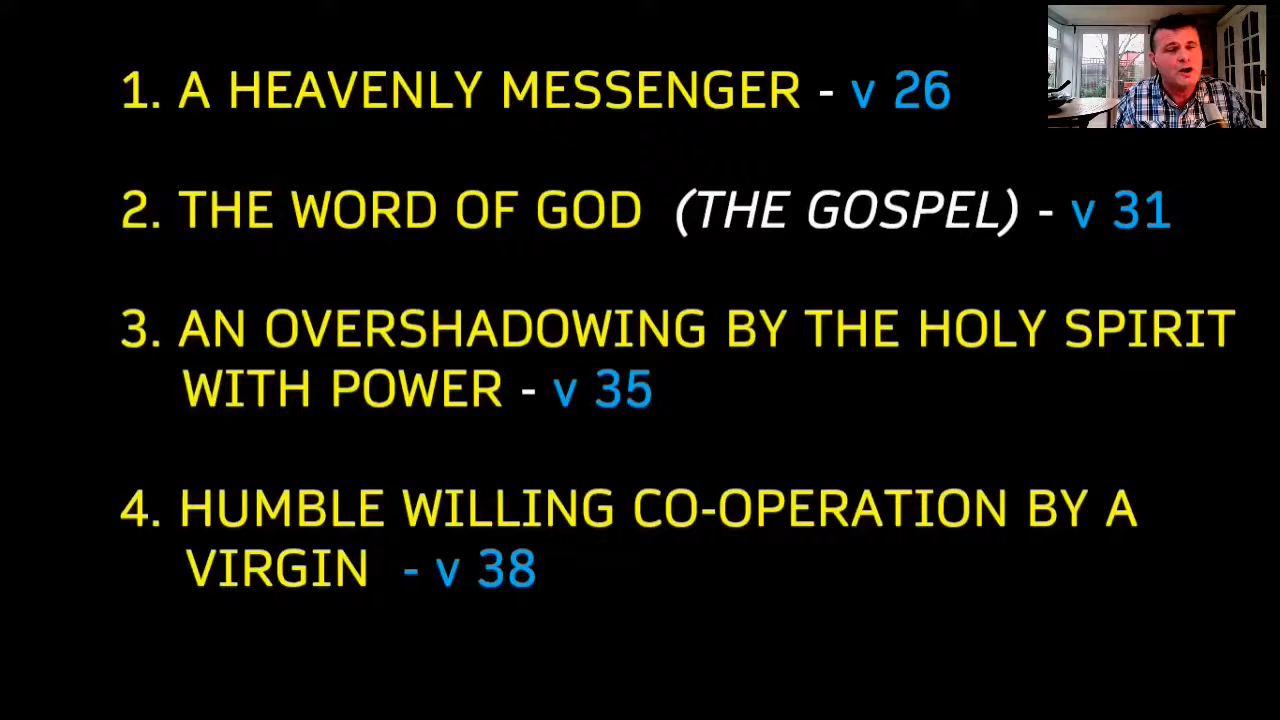 1. A HEAVENLY MESSENGER - v 26
2. THE WORD OF GOD (THE GOSPEL) - v 31
3. AN OVERSHADOWING BY THE HOLY SPIRIT
WITH POWER - v 35
4. HUMBLE WILLING CO-OPERATION BY A
VIRGIN - v 38